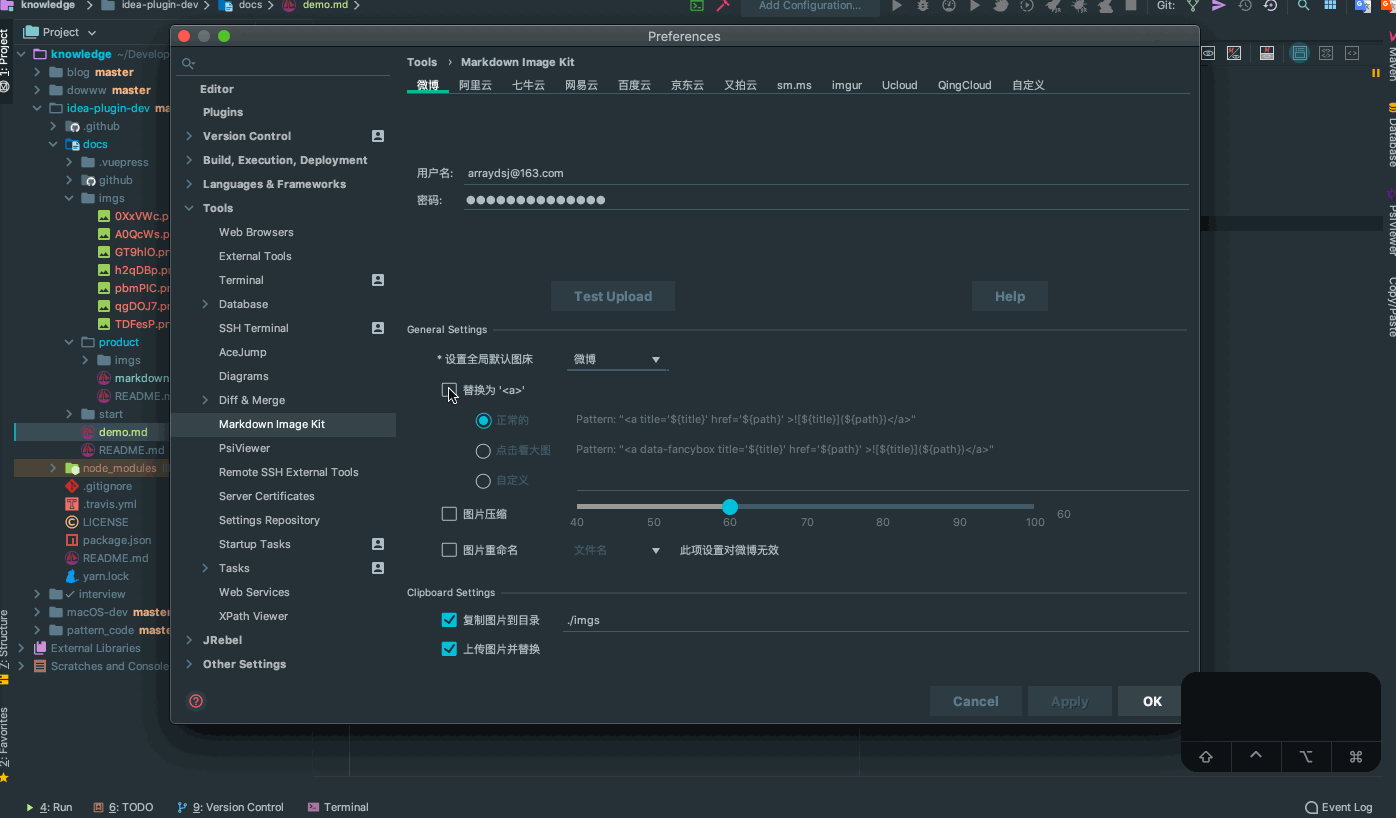 knowledge
idea-plugin-dev
docs
demo.md
Add Configuration...
Git:
Project
1: Project
knowledge ~/Develop
blog master
dowww master
idea-plugin-dev ma
.github
docs
.vuepress
github
imgs
0XxVWc.p
A0QcWs.p
GT9hIO.pr
h2qDBp.pr
pbmPIC.pr
qgDOJ7.pr
TDFesP.pr
product
imgs
markdown
README.m
start
demo.md
README.md
node_modules
.gitignore
.travis.yml
LICENSE
package.json
README.md
yarn.lock
interview
macOS-dev master
pattern_code maste
External Libraries
Scratches and Console
Z: Structure
2: Favorites
Preferences
Editor
Plugins
Version Control
Build, Execution, Deployment
Languages & Frameworks
Tools
Web Browsers
External Tools
Terminal
Database
SSH Terminal
AceJump
Diagrams
Diff & Merge
Markdown Image Kit
PsiViewer
Remote SSH External Tools
Server Certificates
Settings Repository
Startup Tasks
Tasks
Web Services
XPath Viewer
JRebel
Other Settings
Tools › Markdown Image Kit
微博 阿里云 七牛云 网易云 百度云 京东云 又拍云 sm.ms imgur Ucloud QingCloud 自定义
用户名: arraydsj@163.com
密码: ●●●●●●●●●●●●●●
Test Upload
Help
General Settings
* 设置全局默认图床 微博
替换为 '<a>'
正常的 Pattern: "<a title='${title}' href='${path}' >![${title}](${path})</a>"
点击看大图 Pattern: "<a data-fancybox title='${title}' href='${path}' >![${title}](${path})</a>"
自定义
图片压缩 60
40 50 60 70 80 90 100
图片重命名 文件名 此项设置对微博无效
Clipboard Settings
复制图片到目录 ./imgs
上传图片并替换
Cancel
Apply
OK
Maven
Database
PsiViewer
Copy/Paste
4: Run
6: TODO
9: Version Control
Terminal
Event Log